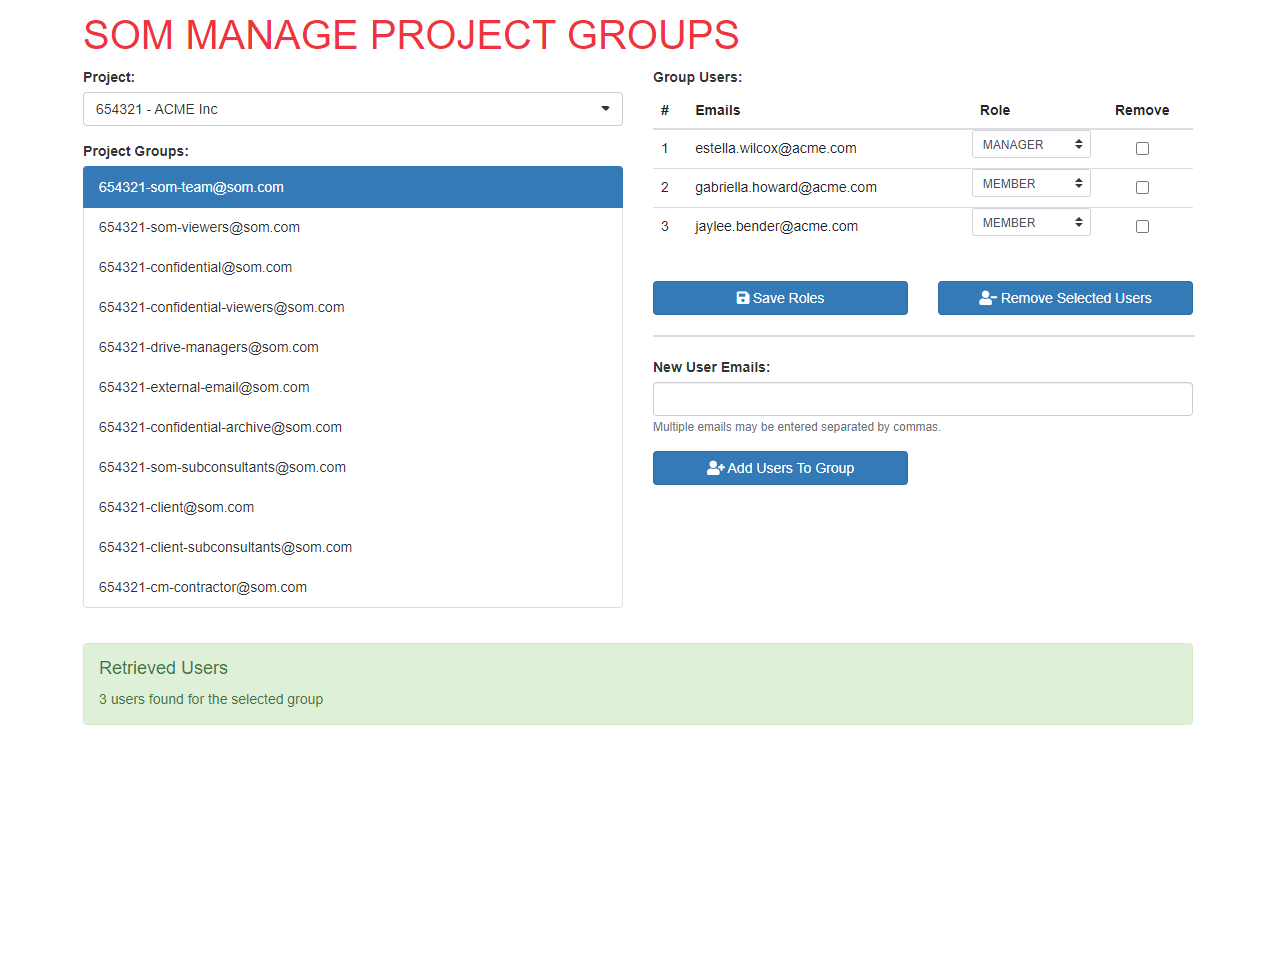 SOM MANAGE PROJECT GROUPS
Project:
654321 - ACME Inc
Project Groups:
654321-som-team@som.com
654321-som-viewers@som.com
654321-confidential@som.com
654321-confidential-viewers@som.com
654321-drive-managers@som.com
654321-external-email@som.com
654321-confidential-archive@som.com
654321-som-subconsultants@som.com
654321-client@som.com
654321-client-subconsultants@som.com
654321-cm-contractor@som.com
Group Users:
# Emails Role Remove
1 estella.wilcox@acme.com MANAGER
2 gabriella.howard@acme.com MEMBER
3 jaylee.bender@acme.com MEMBER
Save Roles Remove Selected Users
New User Emails:
Multiple emails may be entered separated by commas.
Add Users To Group
Retrieved Users
3 users found for the selected group